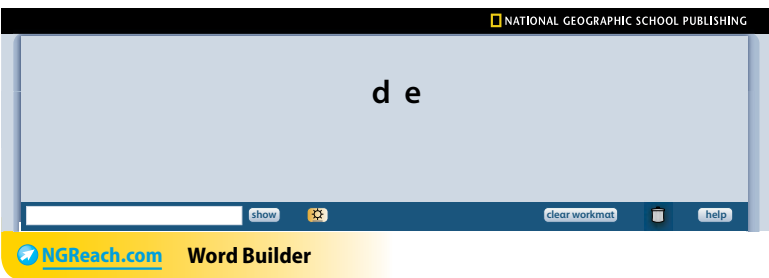 NATIONAL GEOGRAPHIC SCHOOL PUBLISHING
d e
show clear workmat help
NGReach.com Word Builder